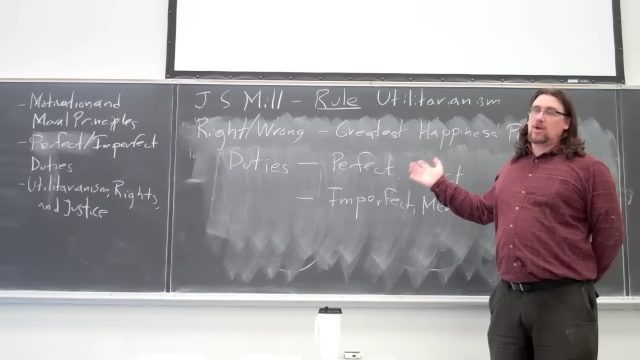 - Motivation and
Moral Principles
- Perfect/Imperfect
Duties
- Utilitarianism, Rights,
and Justice
J S Mill - Rule Utilitarianism
Right/Wrong - Greatest Happiness P
Duties - Perfect,
- Imperfect,